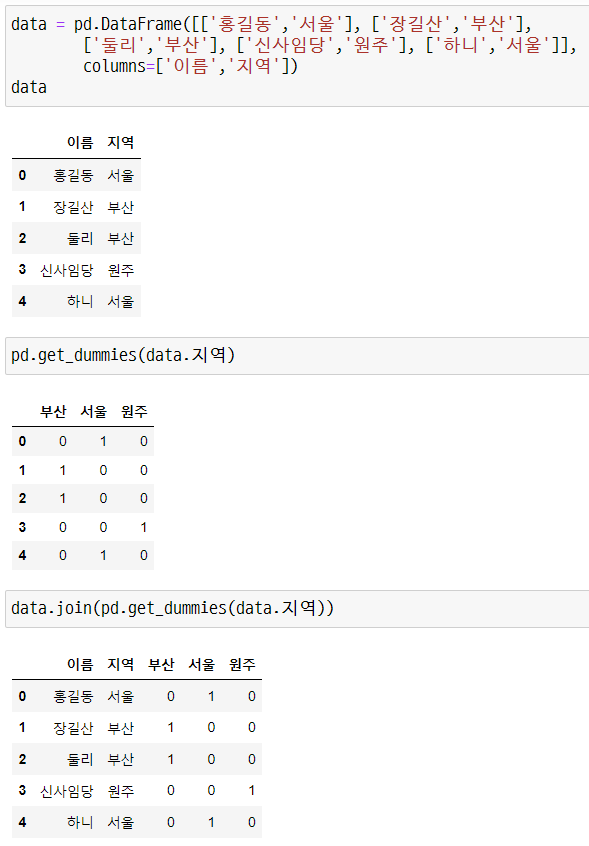 data = pd.DataFrame([['홍길동','서울'], ['장길산','부산'],
['둘리','부산'], ['신사임당','원주'], ['하니','서울']],
columns=['이름','지역'])
data
이름 지역
0 홍길동 서울
1 장길산 부산
2 둘리 부산
3 신사임당 원주
4 하니 서울
pd.get_dummies(data.지역)
부산 서울 원주
0 0 1 0
1 1 0 0
2 1 0 0
3 0 0 1
4 0 1 0
data.join(pd.get_dummies(data.지역))
이름 지역 부산 서울 원주
0 홍길동 서울 0 1 0
1 장길산 부산 1 0 0
2 둘리 부산 1 0 0
3 신사임당 원주 0 0 1
4 하니 서울 0 1 0